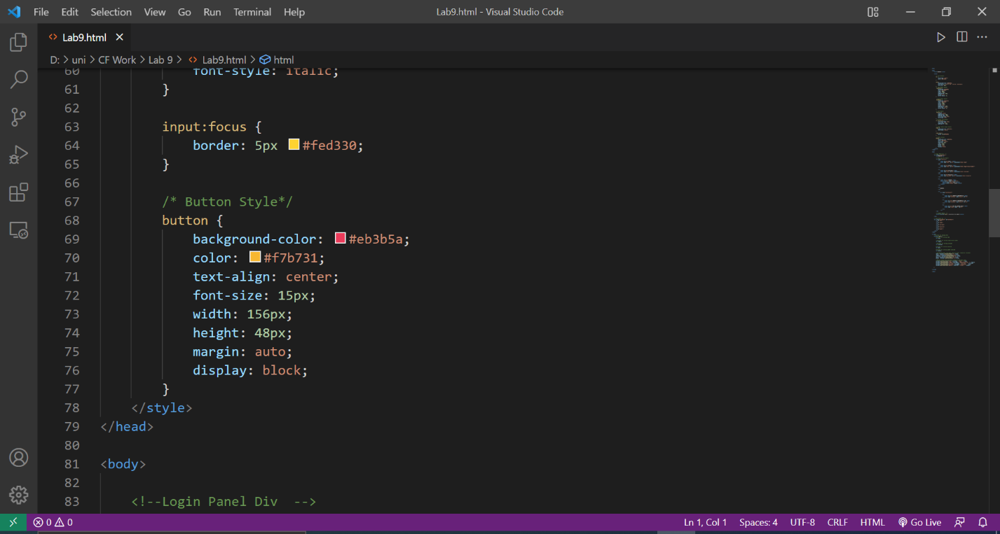 File Edit Selection View Go Run Terminal Help Lab9.html - Visual Studio Code
Lab9.html
D: > uni > CF Work > Lab 9 > Lab9.html > html
60 font-style: italic;
61 }
62
63 input:focus {
64 border: 5px #fed330;
65 }
66
67 /* Button Style*/
68 button {
69 background-color: #eb3b5a;
70 color: #f7b731;
71 text-align: center;
72 font-size: 15px;
73 width: 156px;
74 height: 48px;
75 margin: auto;
76 display: block;
77 }
78 </style>
79 </head>
80
81 <body>
82
83 <!--Login Panel Div  -->
0 0 Ln 1, Col 1 Spaces: 4 UTF-8 CRLF HTML Go Live